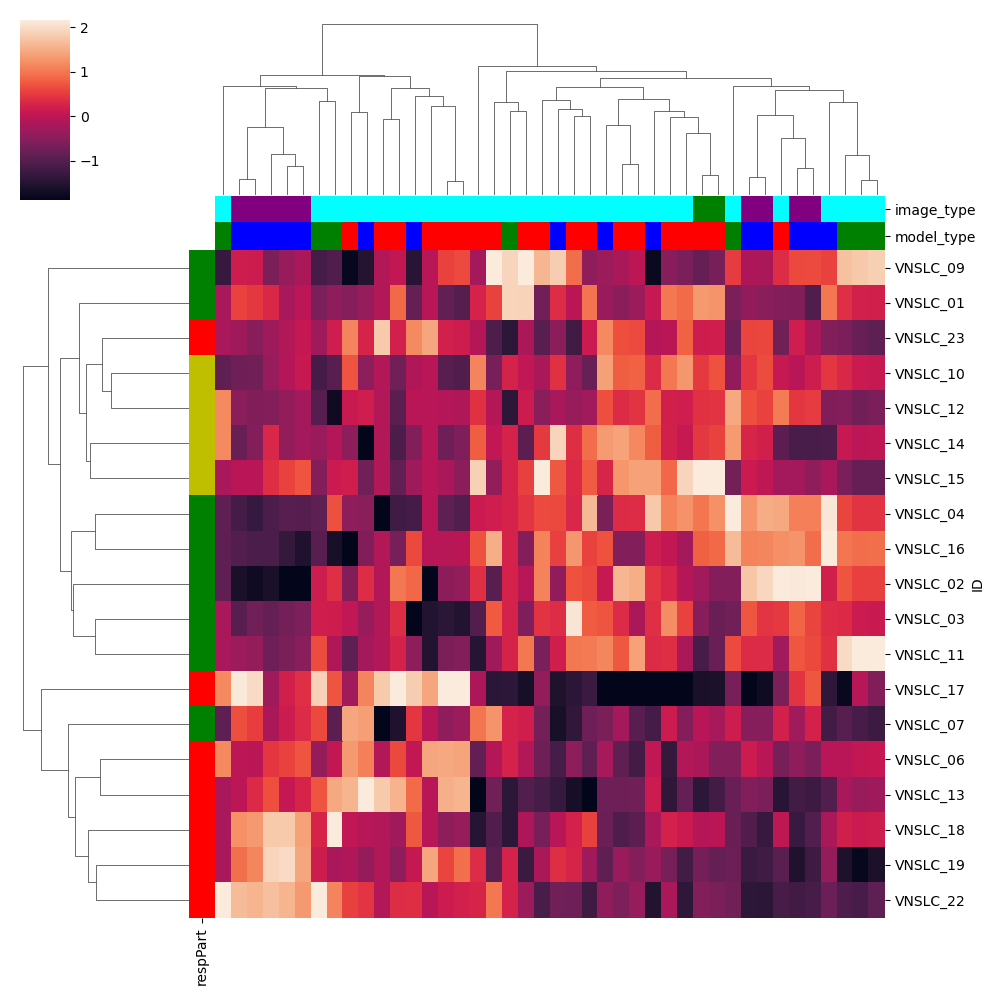 2
1
0
−1
image_type
model_type
VNSLC_09
VNSLC_01
VNSLC_23
VNSLC_10
VNSLC_12
VNSLC_14
VNSLC_15
VNSLC_04
VNSLC_16
VNSLC_02
VNSLC_03
VNSLC_11
VNSLC_17
VNSLC_07
VNSLC_06
VNSLC_13
VNSLC_18
VNSLC_19
VNSLC_22
ID
respPart